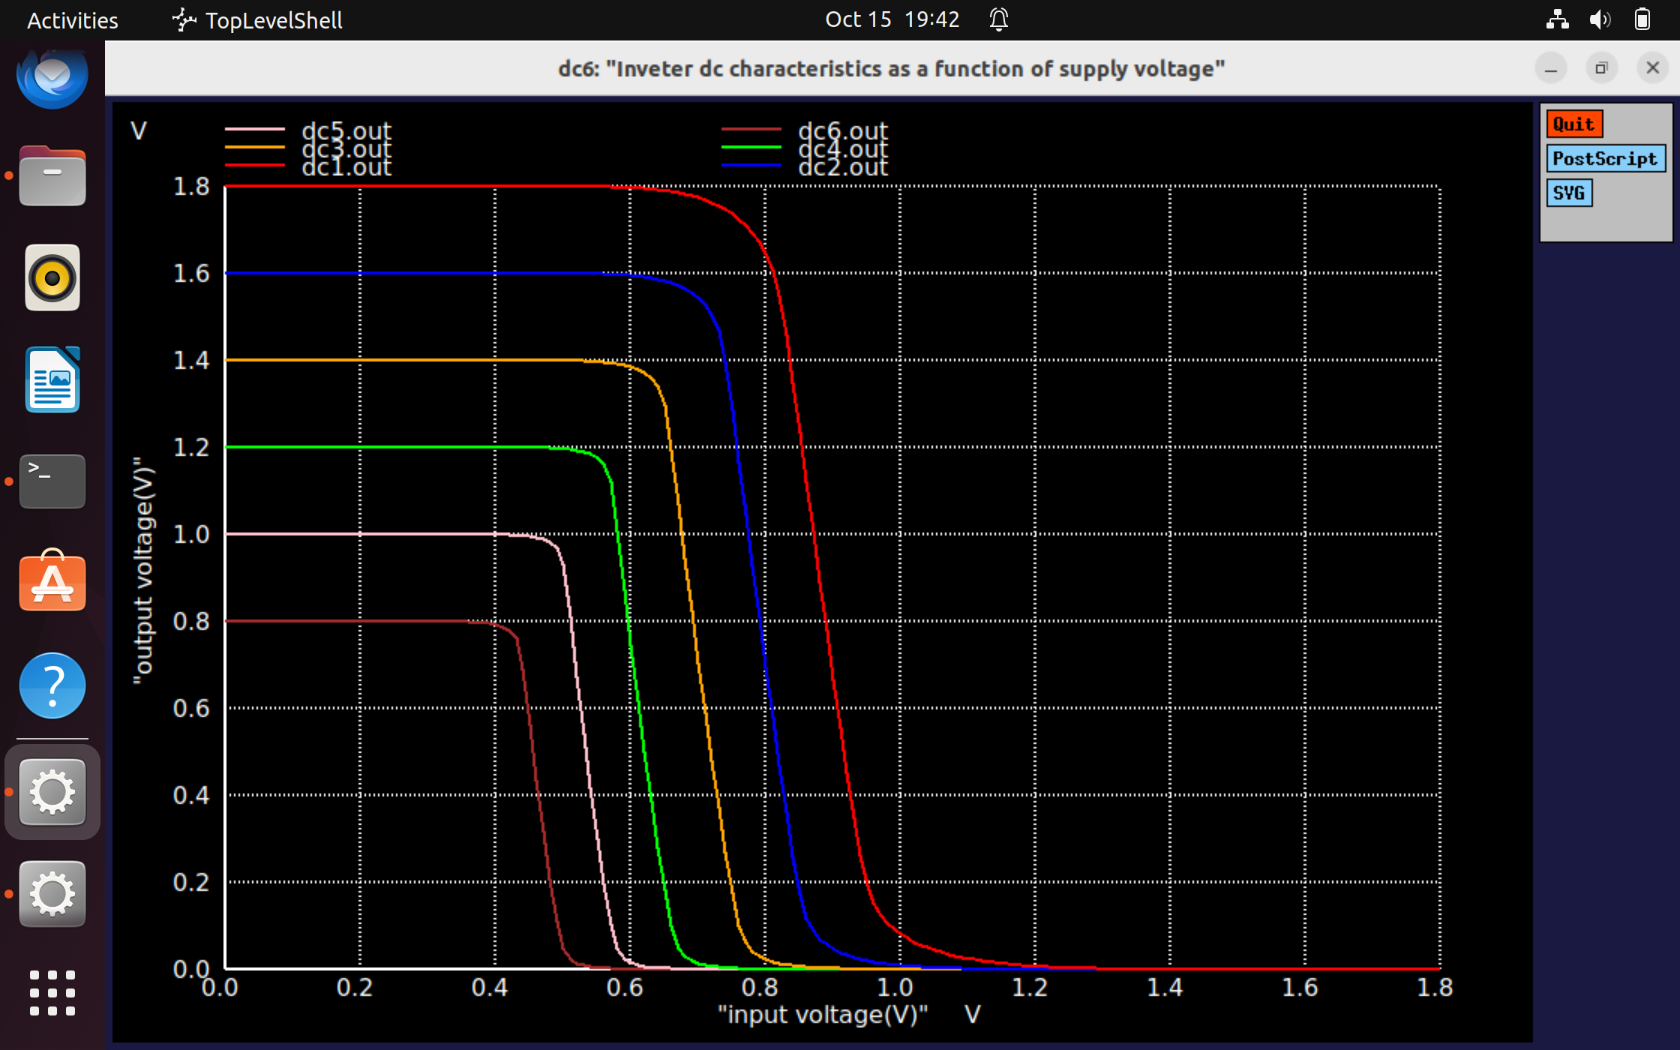 Activities
TopLevelShell
Oct 15 19:42
dc6: "Inveter dc characteristics as a function of supply voltage"
Quit
PostScript
SVG
V
dc5.out
dc6.out
dc3.out
dc4.out
dc1.out
dc2.out
1.8
1.6
1.4
1.2
1.0
0.8
0.6
0.4
0.2
0.0
"output voltage(V)"
0.0 0.2 0.4 0.6 0.8 1.0 1.2 1.4 1.6 1.8
"input voltage(V)" V
>_
?